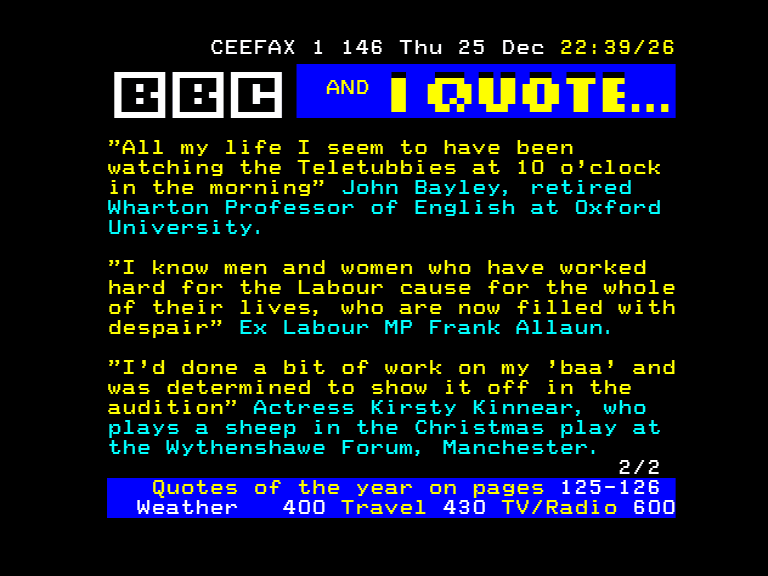 CEEFAX 1 146 Thu 25 Dec 22:39/26
BBC AND I QUOTE...
"All my life I seem to have been
watching the Teletubbies at 10 o'clock
in the morning" John Bayley, retired
Wharton Professor of English at Oxford
University.
"I know men and women who have worked
hard for the Labour cause for the whole
of their lives, who are now filled with
despair" Ex Labour MP Frank Allaun.
"I'd done a bit of work on my 'baa' and
was determined to show it off in the
audition" Actress Kirsty Kinnear, who
plays a sheep in the Christmas play at
the Wythenshawe Forum, Manchester.
2/2
Quotes of the year on pages 125-126
Weather 400 Travel 430 TV/Radio 600